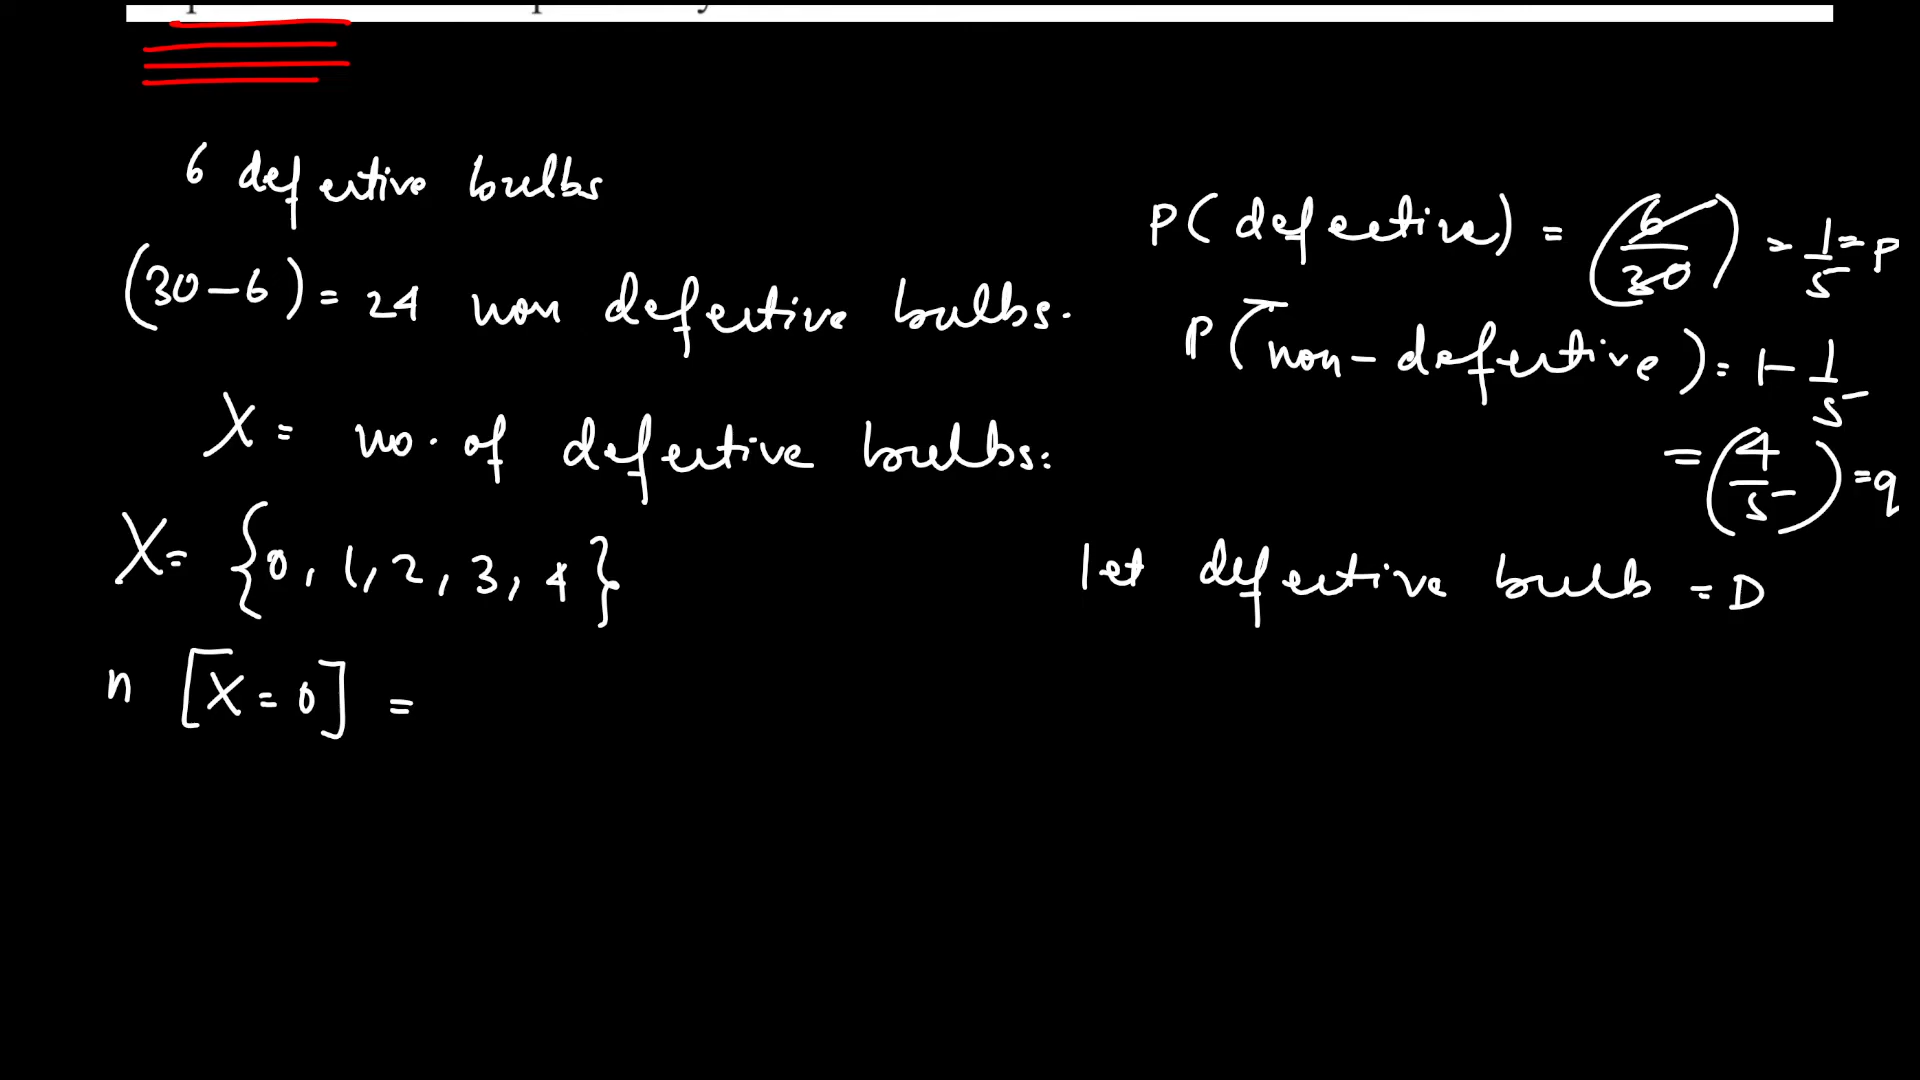 6 defective bulbs
(30-6) = 24 non defective bulbs.
X = no. of defective bulbs:
X = {0, 1, 2, 3, 4}
n [X = 0] =
P( defective) = (6/30) = 1/5 = P
P( non-defective) = 1 - 1/5
= (4/5) = q
let defective bulb = D